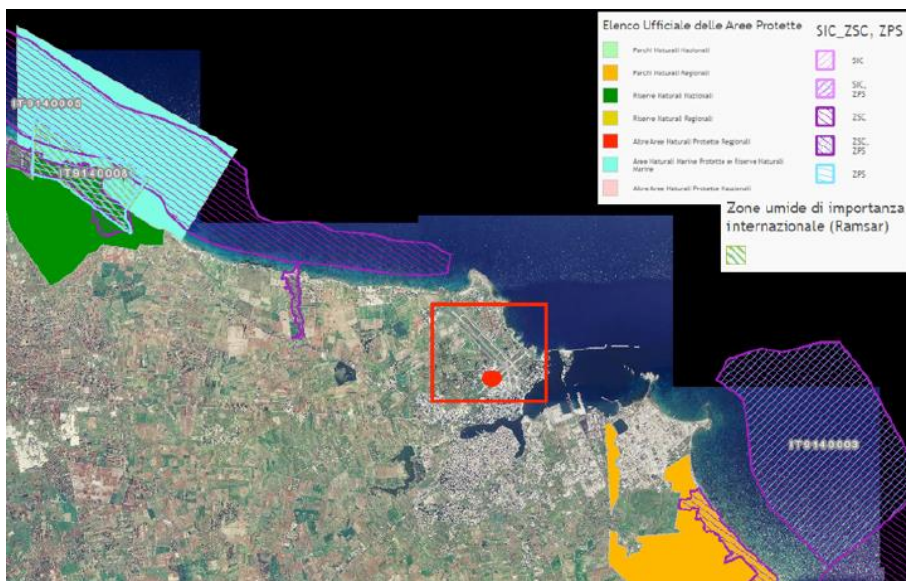 Elenco Ufficiale delle Aree Protette
Parchi Naturali Nazionali
Parchi Naturali Regionali
Riserve Naturali Nazionali
Riserve Naturali Regionali
Altre Aree Naturali Protette Regionali
Aree Naturali Marine Protette e Riserve Naturali
Marine
Altre Aree Naturali Protette Nazionali
SIC_ZSC, ZPS
SIC
SIC,
ZPS
ZSC
ZSC,
ZPS
ZPS
Zone umide di importanza
internazionale (Ramsar)
IT9140005
IT9140008
IT9140003